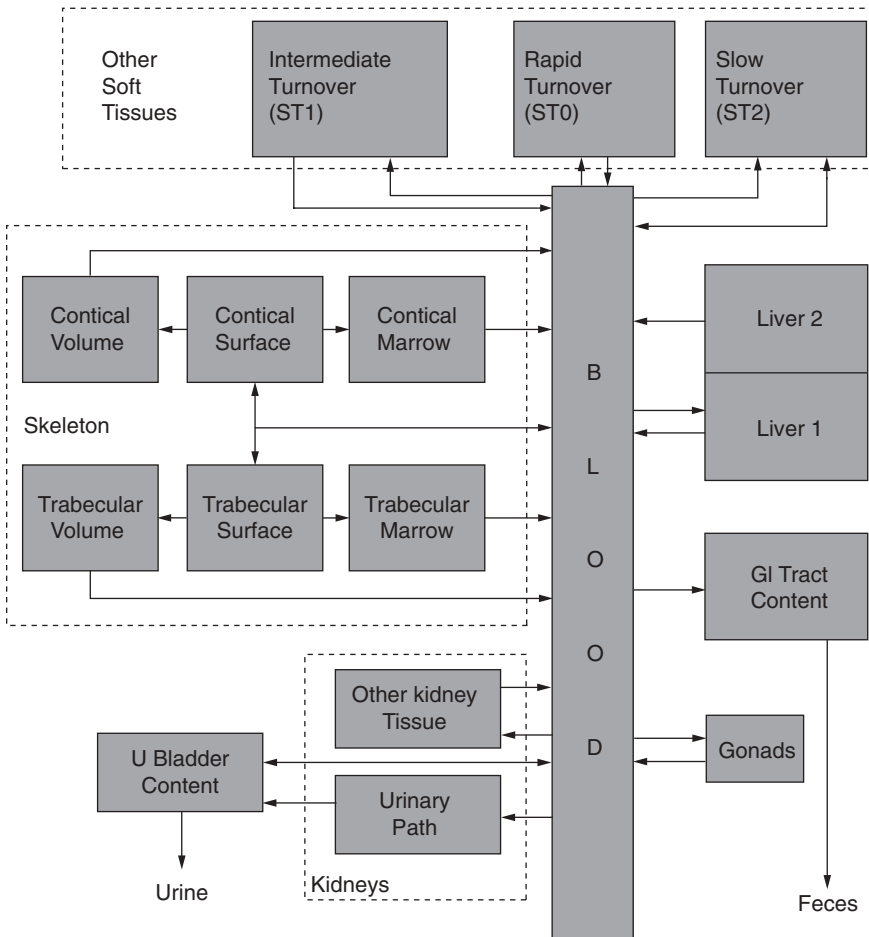 Other
Soft
Tissues
Intermediate
Turnover
(ST1)
Rapid
Turnover
(ST0)
Slow
Turnover
(ST2)
Contical
Volume
Contical
Surface
Contical
Marrow
Skeleton
Trabecular
Volume
Trabecular
Surface
Trabecular
Marrow
B
L
O
O
D
Liver 2
Liver 1
GI Tract
Content
Gonads
Other kidney
Tissue
U Bladder
Content
Urinary
Path
Kidneys
Urine
Feces